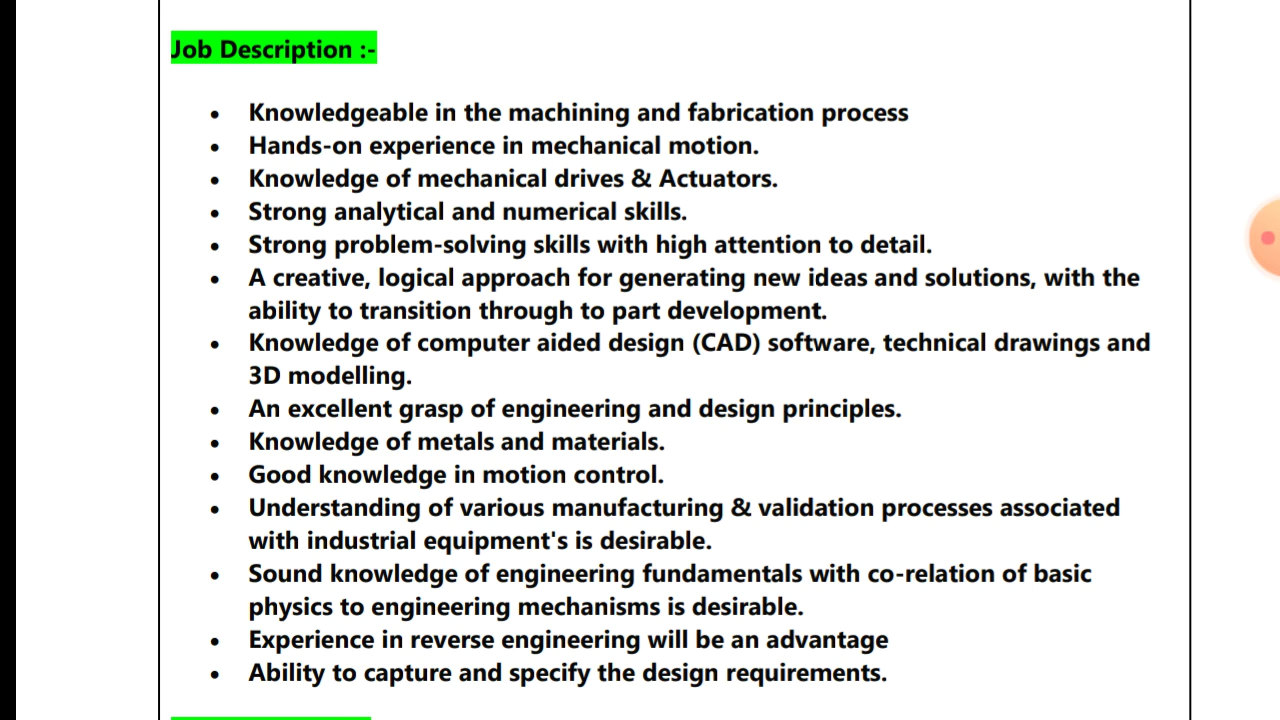 Job Description :-
• Knowledgeable in the machining and fabrication process
• Hands-on experience in mechanical motion.
• Knowledge of mechanical drives & Actuators.
• Strong analytical and numerical skills.
• Strong problem-solving skills with high attention to detail.
• A creative, logical approach for generating new ideas and solutions, with the
ability to transition through to part development.
• Knowledge of computer aided design (CAD) software, technical drawings and
3D modelling.
• An excellent grasp of engineering and design principles.
• Knowledge of metals and materials.
• Good knowledge in motion control.
• Understanding of various manufacturing & validation processes associated
with industrial equipment's is desirable.
• Sound knowledge of engineering fundamentals with co-relation of basic
physics to engineering mechanisms is desirable.
• Experience in reverse engineering will be an advantage
• Ability to capture and specify the design requirements.